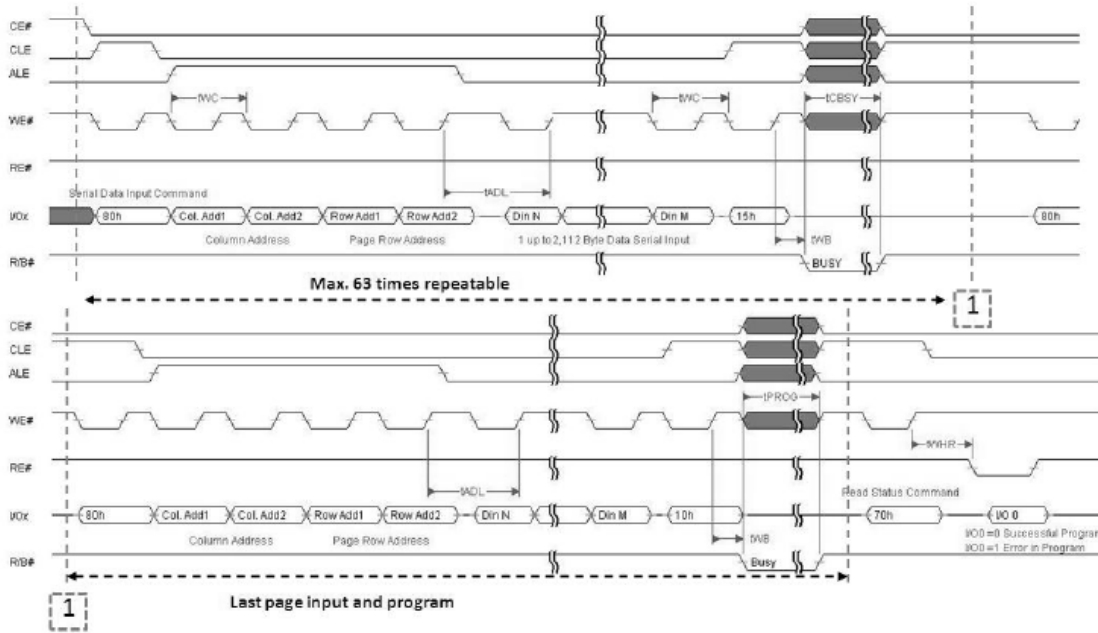 CE#
CLE
ALE
tWC
tWC
tCBSY
WE#
RE#
tADL
Serial Data Input Command
I/Ox
80h
Col. Add1
Col. Add2
Row Add1
Row Add2
Din N
Din M
15h
80h
Column Address
Page Row Address
1 up to 2,112 Byte Data Serial Input
tWB
R/B#
BUSY
Max. 63 times repeatable
1
CE#
CLE
ALE
tPROG
WE#
tWHR
RE#
tADL
Read Status Command
I/Ox
80h
Col. Add1
Col. Add2
Row Add1
Row Add2
Din N
Din M
10h
70h
I/O 0
Column Address
Page Row Address
tWB
I/O0=0 Successful Program
I/O0=1 Error in Program
R/B#
Busy
1
Last page input and program